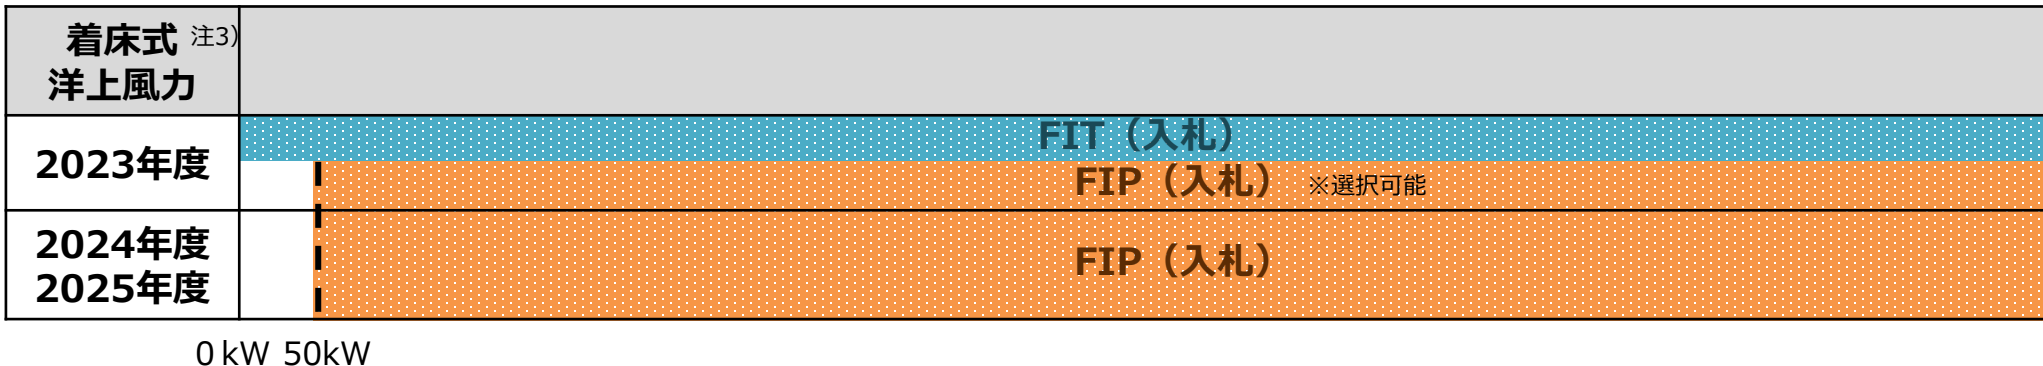 着床式 注3)
洋上風力
FIT（入札）
2023年度
FIP（入札） ※選択可能
2024年度
2025年度
FIP（入札）
0 kW 50kW